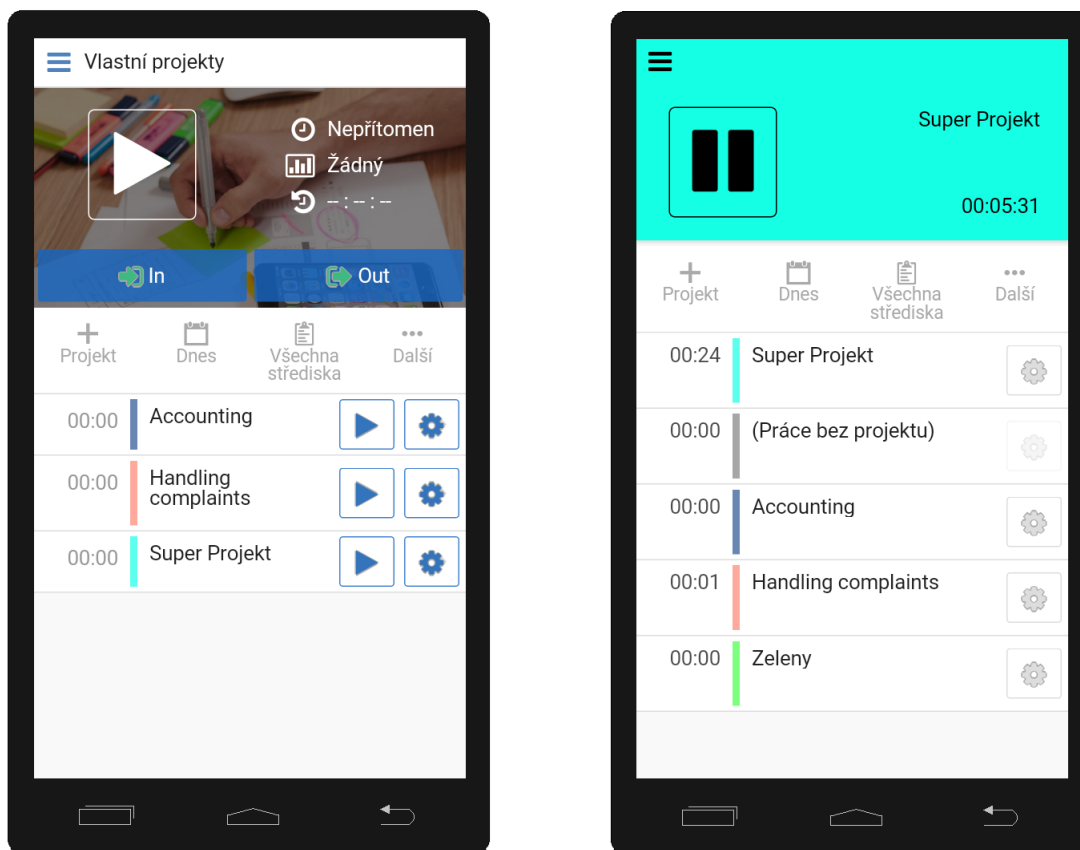 Vlastní projekty
Nepřítomen
Žádný
-- : -- : --
In
Out
Projekt
Dnes
Všechna
střediska
Další
00:00
Accounting
00:00
Handling
complaints
00:00
Super Projekt
Super Projekt
00:05:31
Projekt
Dnes
Všechna
střediska
Další
00:24
Super Projekt
00:00
(Práce bez projektu)
00:00
Accounting
00:01
Handling complaints
00:00
Zeleny